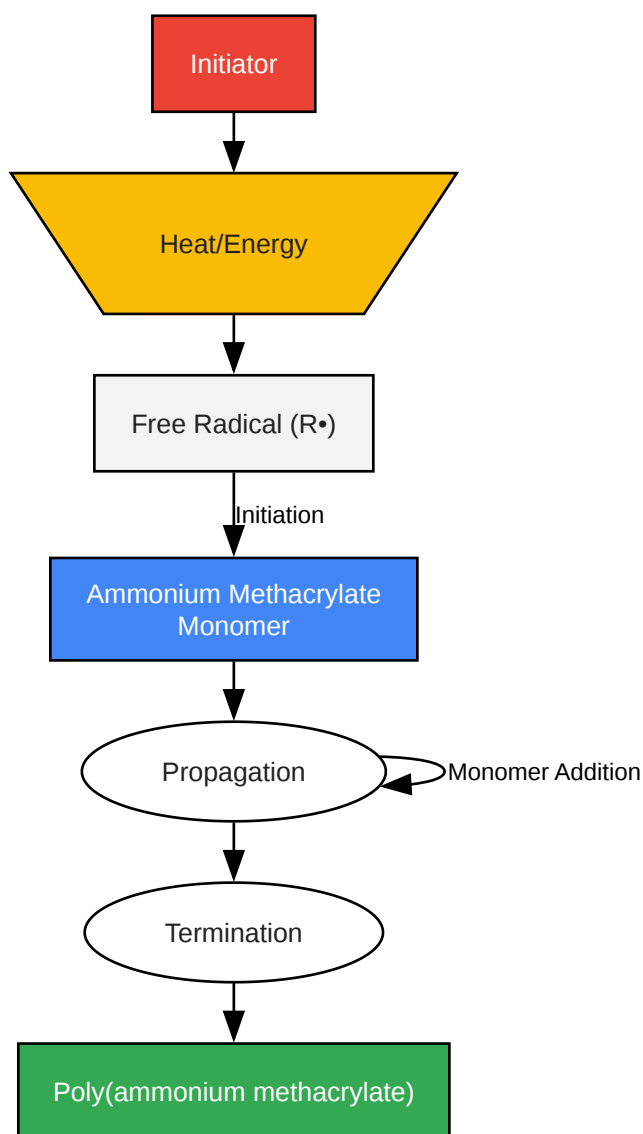 Initiator
Heat/Energy
Free Radical (R•)
Initiation
Ammonium Methacrylate
Monomer
Propagation
Monomer Addition
Termination
Poly(ammonium methacrylate)